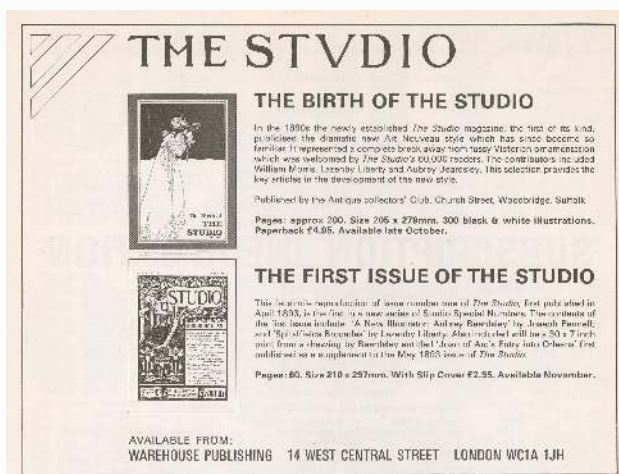 THE STVDIO
THE BIRTH OF THE STUDIO
In the 1890s the newly established The Studio magazine, the first of its kind,
publicised the dramatic new Art Nouveau style which has since become so
familiar. It represented a complete break away from fussy Victorian ornamentation
which was welcomed by The Studio's 60,000 readers. The contributors included
William Morris, Lazenby Liberty and Aubrey Beardsley. This selection provides the
key articles in the development of the new style.
Published by the Antique collectors' Club, Church Street, Woodbridge, Suffolk
Pages: approx 200. Size 205 x 279mm. 300 black & white illustrations.
Paperback £4.95. Available late October.
The Birth of
THE
STUDIO
THE FIRST ISSUE OF THE STUDIO
This facsimile reproduction of issue number one of The Studio, first published in
April 1893, is the first in a new series of Studio Special Numbers. The contents of
the first issue include: 'A New Illustrator: Aubrey Beardsley' by Joseph Pennell;
and 'Spitalfields Brocades' by Lazenby Liberty. Also included will be a 30 x 7 inch
print from a drawing by Beardsley entitled 'Joan of Arc's Entry into Orleans' first
published as a supplement to the May 1893 issue of The Studio.
Pages: 60. Size 210 x 297mm. With Slip Cover £2.95. Available November.
STUDIO
AVAILABLE FROM:
WAREHOUSE PUBLISHING 14 WEST CENTRAL STREET LONDON WC1A 1JH